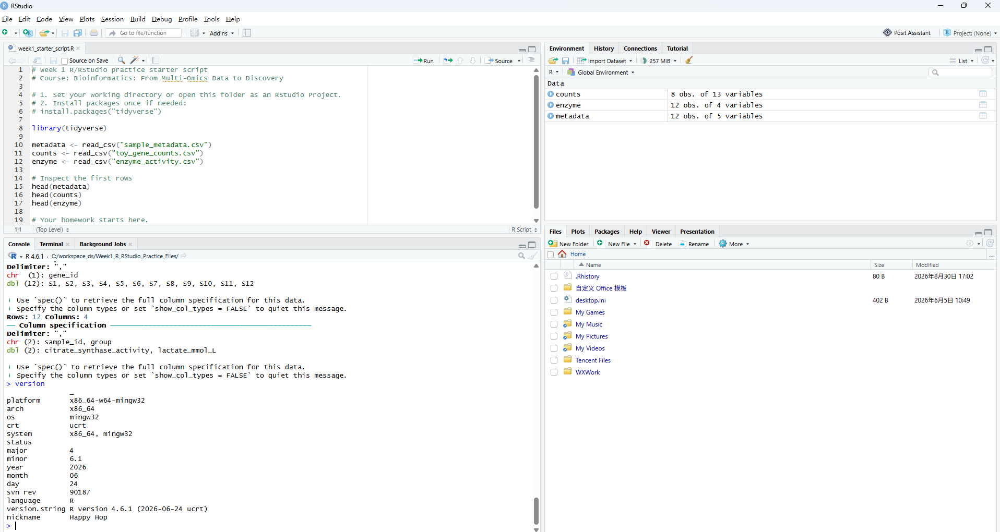 RStudio
File Edit Code View Plots Session Build Debug Profile Tools Help
Go to file/function Addins Posit Assistant Project: (None)
week1_starter_script.R
Source on Save Run Source
1 # Week 1 R/RStudio practice starter script
2 # Course: Bioinformatics: From Multi-Omics Data to Discovery
3
4 # 1. Set your working directory or open this folder as an RStudio Project.
5 # 2. Install packages once if needed:
6 # install.packages("tidyverse")
7
8 library(tidyverse)
9
10 metadata <- read_csv("sample_metadata.csv")
11 counts <- read_csv("toy_gene_counts.csv")
12 enzyme <- read_csv("enzyme_activity.csv")
13
14 # Inspect the first rows
15 head(metadata)
16 head(counts)
17 head(enzyme)
18
19 # Your homework starts here.
1:1 (Top Level) R Script
Console Terminal Background Jobs
R 4.6.1 · C:/workspace_ds/Week1_R_RStudio_Practice_Files/
Delimiter: ","
chr (1): gene_id
dbl (12): S1, S2, S3, S4, S5, S6, S7, S8, S9, S10, S11, S12
i Use `spec()` to retrieve the full column specification for this data.
i Specify the column types or set `show_col_types = FALSE` to quiet this message.
Rows: 12 Columns: 4
── Column specification ────────────────────────────────────────────────
Delimiter: ","
chr (2): sample_id, group
dbl (2): citrate_synthase_activity, lactate_mmol_L
i Use `spec()` to retrieve the full column specification for this data.
i Specify the column types or set `show_col_types = FALSE` to quiet this message.
> version
_
platform x86_64-w64-mingw32
arch x86_64
os mingw32
crt ucrt
system x86_64, mingw32
status
major 4
minor 6.1
year 2026
month 06
day 24
svn rev 90187
language R
version.string R version 4.6.1 (2026-06-24 ucrt)
nickname Happy Hop
>
Environment History Connections Tutorial
Import Dataset 257 MiB List
R Global Environment
Data
counts 8 obs. of 13 variables
enzyme 12 obs. of 4 variables
metadata 12 obs. of 5 variables
Files Plots Packages Help Viewer Presentation
New Folder New File Delete Rename More
Home ...
Name Size Modified
.Rhistory 80 B 2026年8月30日 17:02
自定义 Office 模板
desktop.ini 402 B 2026年6月5日 10:49
My Games
My Music
My Pictures
My Videos
Tencent Files
WXWork